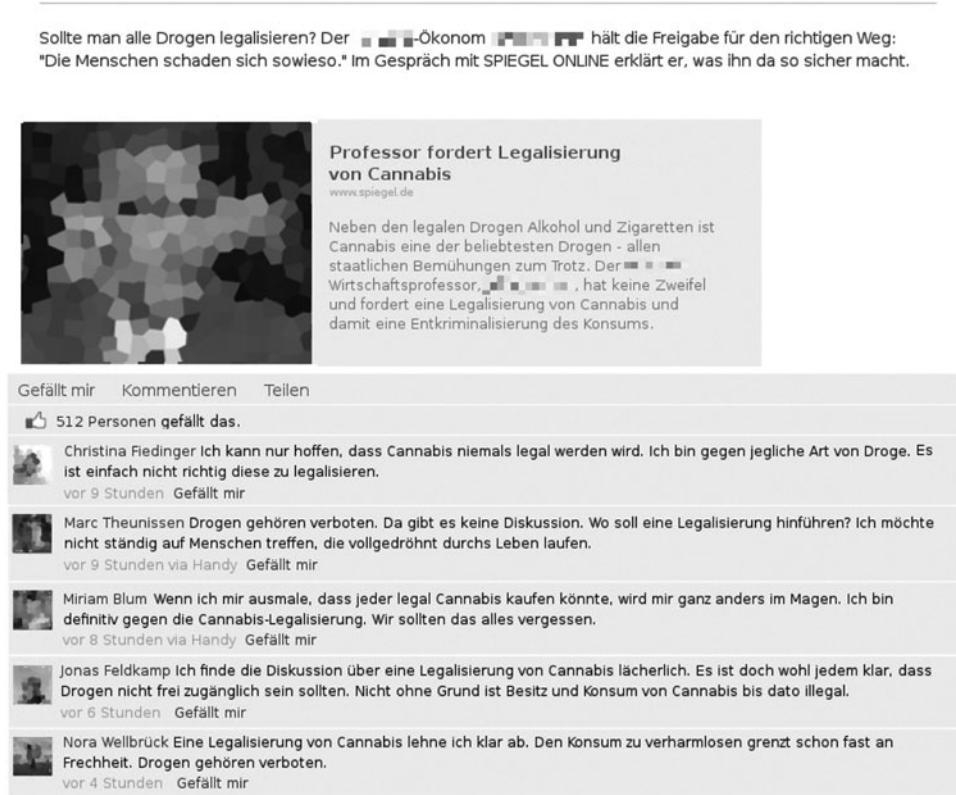 Sollte man alle Drogen legalisieren? Der -Ökonom hält die Freigabe für den richtigen Weg:
"Die Menschen schaden sich sowieso." Im Gespräch mit SPIEGEL ONLINE erklärt er, was ihn da so sicher macht.
Professor fordert Legalisierung
von Cannabis
www.spiegel.de
Neben den legalen Drogen Alkohol und Zigaretten ist
Cannabis eine der beliebtesten Drogen - allen
staatlichen Bemühungen zum Trotz. Der
Wirtschaftsprofessor, , hat keine Zweifel
und fordert eine Legalisierung von Cannabis und
damit eine Entkriminalisierung des Konsums.
Gefällt mir Kommentieren Teilen
512 Personen gefällt das.
Christina Fiedinger Ich kann nur hoffen, dass Cannabis niemals legal werden wird. Ich bin gegen jegliche Art von Droge. Es
ist einfach nicht richtig diese zu legalisieren.
vor 9 Stunden Gefällt mir
Marc Theunissen Drogen gehören verboten. Da gibt es keine Diskussion. Wo soll eine Legalisierung hinführen? Ich möchte
nicht ständig auf Menschen treffen, die vollgedröhnt durchs Leben laufen.
vor 9 Stunden via Handy Gefällt mir
Miriam Blum Wenn ich mir ausmale, dass jeder legal Cannabis kaufen könnte, wird mir ganz anders im Magen. Ich bin
definitiv gegen die Cannabis-Legalisierung. Wir sollten das alles vergessen.
vor 8 Stunden via Handy Gefällt mir
Jonas Feldkamp Ich finde die Diskussion über eine Legalisierung von Cannabis lächerlich. Es ist doch wohl jedem klar, dass
Drogen nicht frei zugänglich sein sollten. Nicht ohne Grund ist Besitz und Konsum von Cannabis bis dato illegal.
vor 6 Stunden Gefällt mir
Nora Wellbrück Eine Legalisierung von Cannabis lehne ich klar ab. Den Konsum zu verharmlosen grenzt schon fast an
Frechheit. Drogen gehören verboten.
vor 4 Stunden Gefällt mir